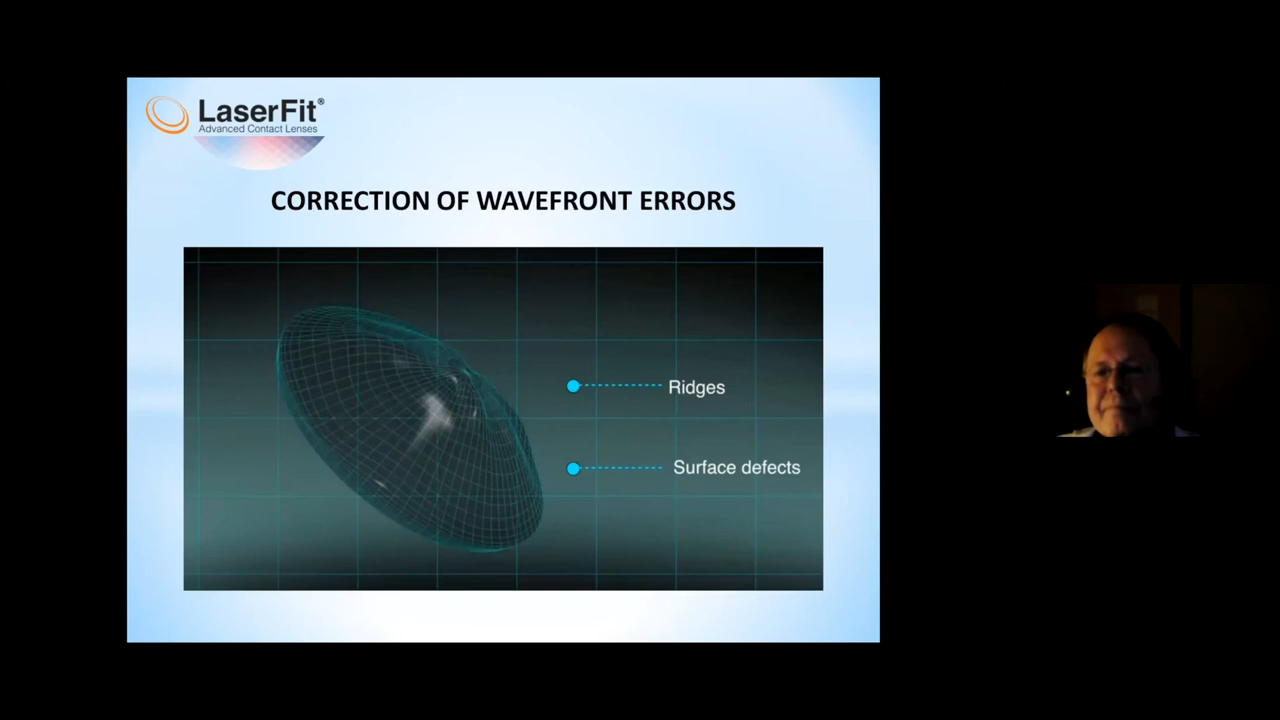 LaserFit®
Advanced Contact Lenses
CORRECTION OF WAVEFRONT ERRORS
Ridges
Surface defects